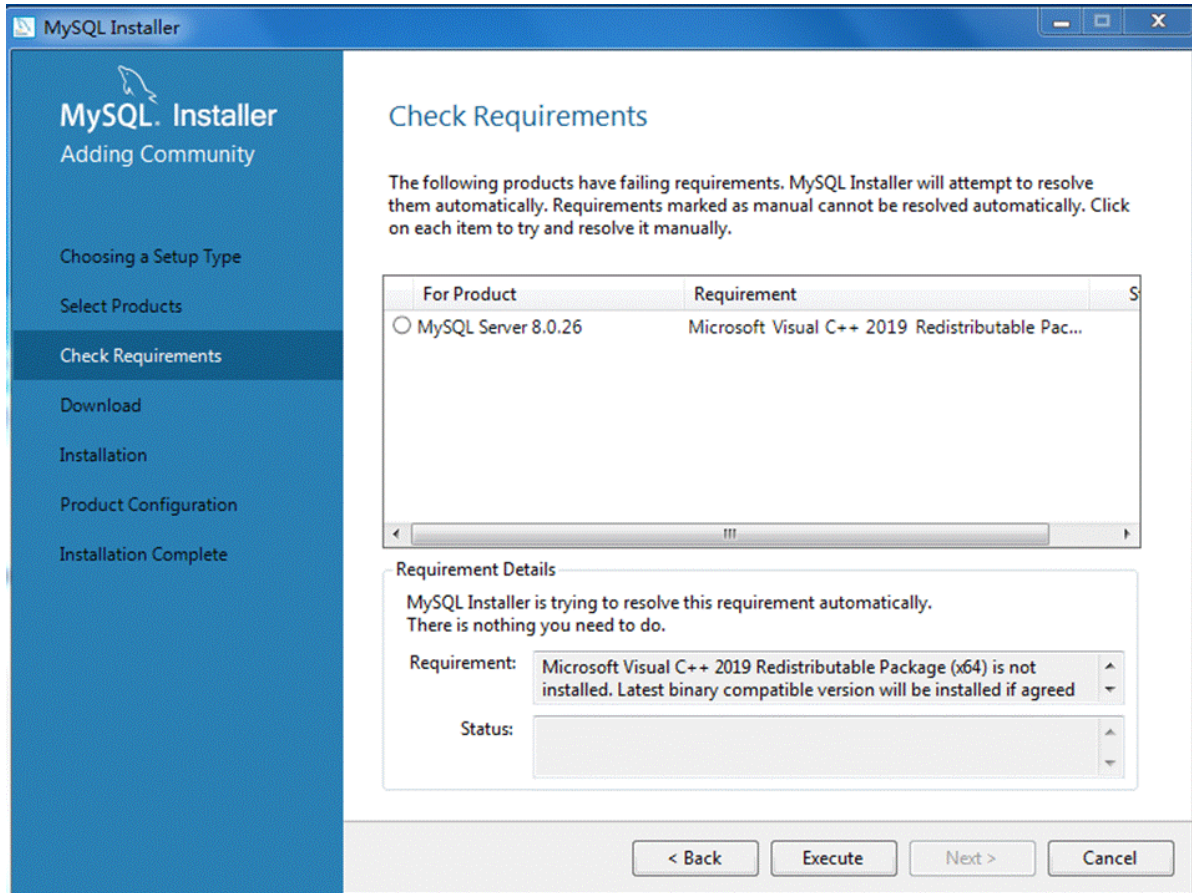 MySQL Installer
MySQL. Installer
Adding Community
Choosing a Setup Type
Select Products
Check Requirements
Download
Installation
Product Configuration
Installation Complete
Check Requirements
The following products have failing requirements. MySQL Installer will attempt to resolve
them automatically. Requirements marked as manual cannot be resolved automatically. Click
on each item to try and resolve it manually.
For Product Requirement S
MySQL Server 8.0.26 Microsoft Visual C++ 2019 Redistributable Pac...
Requirement Details
MySQL Installer is trying to resolve this requirement automatically.
There is nothing you need to do.
Requirement: Microsoft Visual C++ 2019 Redistributable Package (x64) is not
installed. Latest binary compatible version will be installed if agreed
Status:
< Back Execute Next > Cancel